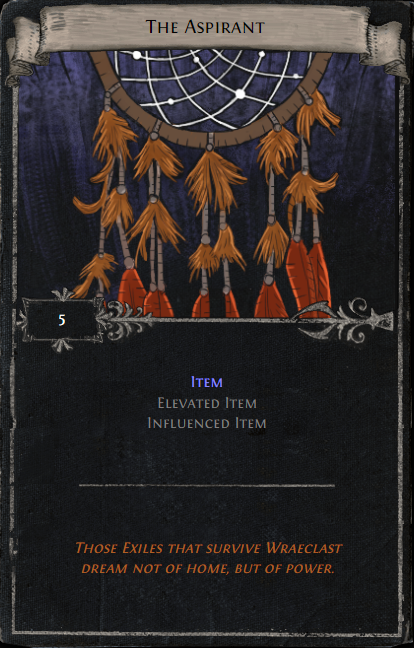 The Aspirant
5
Item
Elevated Item
Influenced Item
Those Exiles that survive Wraeclast
dream not of home, but of power.